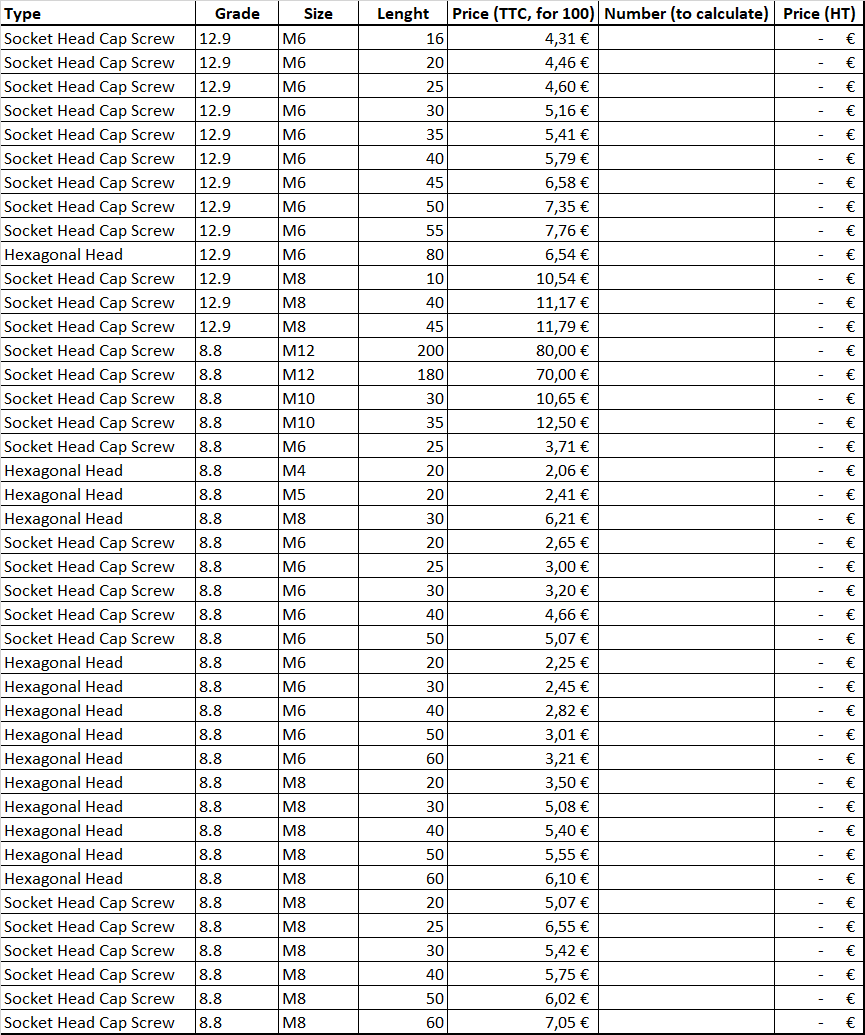 Type Grade Size Lenght Price (TTC, for 100) Number (to calculate) Price (HT)
Socket Head Cap Screw 12.9 M6 16 4,31 € - €
Socket Head Cap Screw 12.9 M6 20 4,46 € - €
Socket Head Cap Screw 12.9 M6 25 4,60 € - €
Socket Head Cap Screw 12.9 M6 30 5,16 € - €
Socket Head Cap Screw 12.9 M6 35 5,41 € - €
Socket Head Cap Screw 12.9 M6 40 5,79 € - €
Socket Head Cap Screw 12.9 M6 45 6,58 € - €
Socket Head Cap Screw 12.9 M6 50 7,35 € - €
Socket Head Cap Screw 12.9 M6 55 7,76 € - €
Hexagonal Head 12.9 M6 80 6,54 € - €
Socket Head Cap Screw 12.9 M8 10 10,54 € - €
Socket Head Cap Screw 12.9 M8 40 11,17 € - €
Socket Head Cap Screw 12.9 M8 45 11,79 € - €
Socket Head Cap Screw 8.8 M12 200 80,00 € - €
Socket Head Cap Screw 8.8 M12 180 70,00 € - €
Socket Head Cap Screw 8.8 M10 30 10,65 € - €
Socket Head Cap Screw 8.8 M10 35 12,50 € - €
Socket Head Cap Screw 8.8 M6 25 3,71 € - €
Hexagonal Head 8.8 M4 20 2,06 € - €
Hexagonal Head 8.8 M5 20 2,41 € - €
Hexagonal Head 8.8 M8 30 6,21 € - €
Socket Head Cap Screw 8.8 M6 20 2,65 € - €
Socket Head Cap Screw 8.8 M6 25 3,00 € - €
Socket Head Cap Screw 8.8 M6 30 3,20 € - €
Socket Head Cap Screw 8.8 M6 40 4,66 € - €
Socket Head Cap Screw 8.8 M6 50 5,07 € - €
Hexagonal Head 8.8 M6 20 2,25 € - €
Hexagonal Head 8.8 M6 30 2,45 € - €
Hexagonal Head 8.8 M6 40 2,82 € - €
Hexagonal Head 8.8 M6 50 3,01 € - €
Hexagonal Head 8.8 M6 60 3,21 € - €
Hexagonal Head 8.8 M8 20 3,50 € - €
Hexagonal Head 8.8 M8 30 5,08 € - €
Hexagonal Head 8.8 M8 40 5,40 € - €
Hexagonal Head 8.8 M8 50 5,55 € - €
Hexagonal Head 8.8 M8 60 6,10 € - €
Socket Head Cap Screw 8.8 M8 20 5,07 € - €
Socket Head Cap Screw 8.8 M8 25 6,55 € - €
Socket Head Cap Screw 8.8 M8 30 5,42 € - €
Socket Head Cap Screw 8.8 M8 40 5,75 € - €
Socket Head Cap Screw 8.8 M8 50 6,02 € - €
Socket Head Cap Screw 8.8 M8 60 7,05 € - €